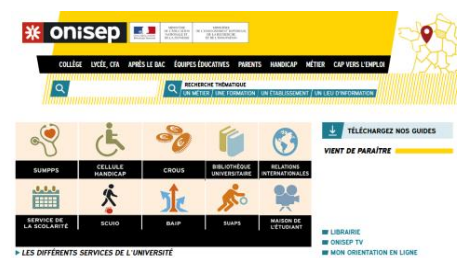 onisep
COLLÈGE LYCÉE, CFA APRÈS LE BAC ÉQUIPES ÉDUCATIVES PARENTS HANDICAP MÉTIER CAP VERS L'EMPLOI
RECHERCHE THÉMATIQUE
UN MÉTIER / UNE FORMATION / UN ÉTABLISSEMENT / UN LIEU D'INFORMATION
TÉLÉCHARGEZ NOS GUIDES
VIENT DE PARAÎTRE
SUMPPS
CELLULE
HANDICAP
CROUS
BIBLIOTHÈQUE
UNIVERSITAIRE
RELATIONS
INTERNATIONALES
SERVICE DE
LA SCOLARITÉ
SCUIO
BAIP
SUAPS
MAISON DE
L'ÉTUDIANT
LIBRAIRIE
ONISEP TV
MON ORIENTATION EN LIGNE
LES DIFFÉRENTS SERVICES DE L'UNIVERSITÉ